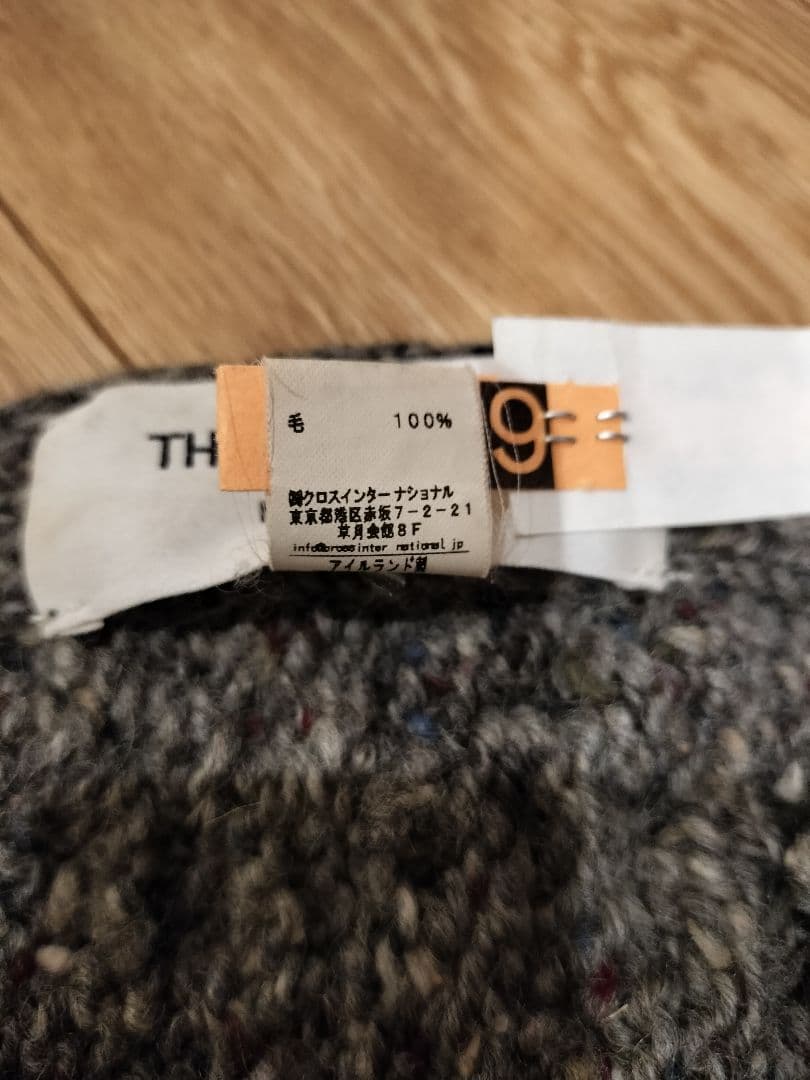 TH
9
毛 100%
㈱クロスインターナショナル
東京都港区赤坂7-2-21
草月会館8F
info@crossinter national.jp
アイルランド製